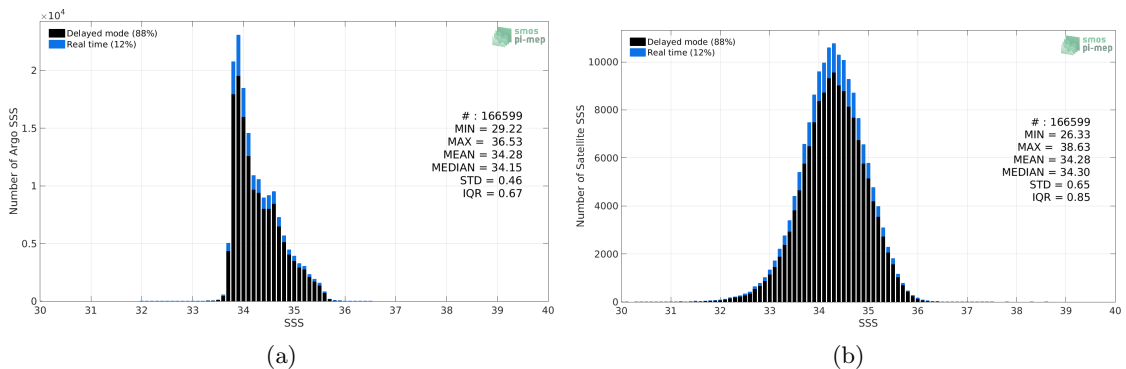 ×10⁴
Delayed mode (88%)
Real time (12%)
smos
pi-mep
# : 166599
MIN = 29.22
MAX = 36.53
MEAN = 34.28
MEDIAN = 34.15
STD = 0.46
IQR = 0.67
Number of Argo SSS
2
1.5
1
0.5
0
30 31 32 33 34 35 36 37 38 39 40
SSS
(a)
Delayed mode (88%)
Real time (12%)
smos
pi-mep
# : 166599
MIN = 26.33
MAX = 38.63
MEAN = 34.28
MEDIAN = 34.30
STD = 0.65
IQR = 0.85
Number of Satellite SSS
10000
8000
6000
4000
2000
0
30 31 32 33 34 35 36 37 38 39 40
SSS
(b)